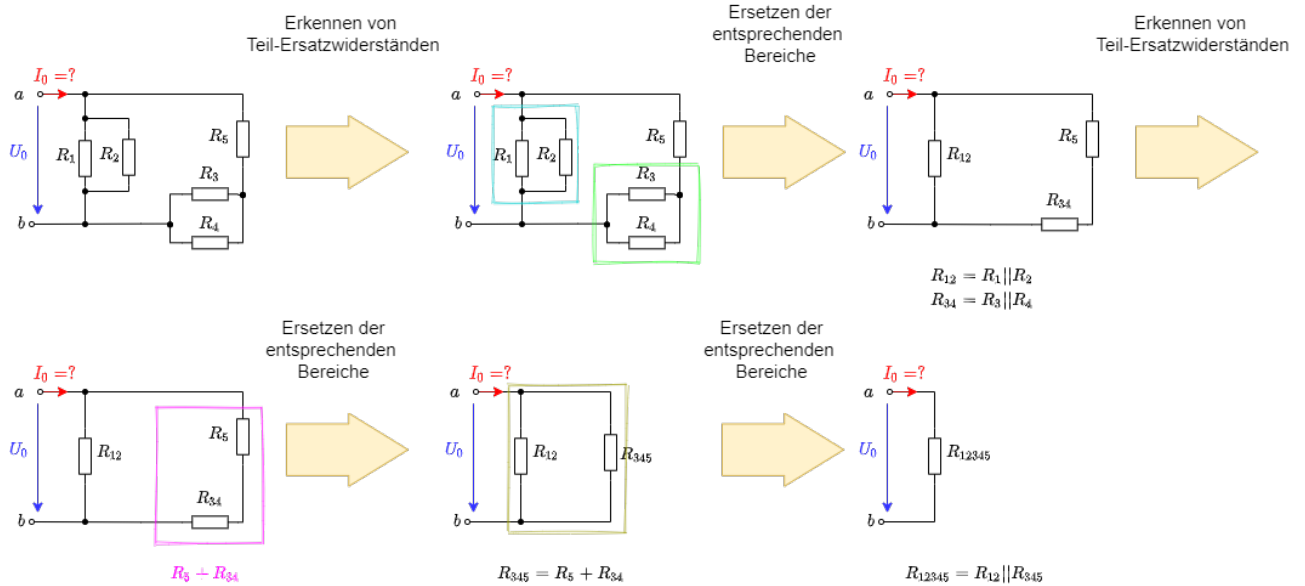 Erkennen von
Teil-Ersatzwiderständen
Ersetzen der
entsprechenden
Bereiche
Erkennen von
Teil-Ersatzwiderständen
I₀ =?
a
U₀
R₁
R₂
R₅
R₃
R₄
b
I₀ =?
a
U₀
R₁
R₂
R₅
R₃
R₄
b
I₀ =?
a
U₀
R₁₂
R₅
R₃₄
b
R₁₂ = R₁||R₂
R₃₄ = R₃||R₄
Ersetzen der
entsprechenden
Bereiche
Ersetzen der
entsprechenden
Bereiche
I₀ =?
a
U₀
R₁₂
R₅
R₃₄
b
R₅ + R₃₄
I₀ =?
a
U₀
R₁₂
R₃₄₅
b
R₃₄₅ = R₅ + R₃₄
I₀ =?
a
U₀
R₁₂₃₄₅
b
R₁₂₃₄₅ = R₁₂||R₃₄₅